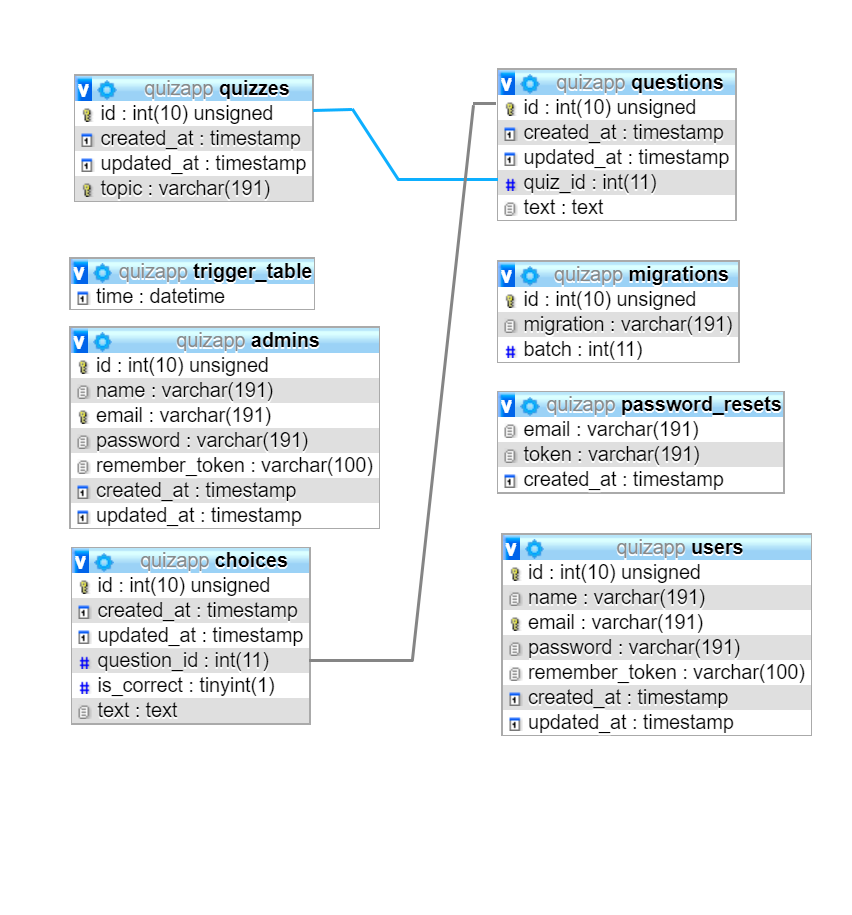 quizapp quizzes
id : int(10) unsigned
created_at : timestamp
updated_at : timestamp
topic : varchar(191)
quizapp trigger_table
time : datetime
quizapp admins
id : int(10) unsigned
name : varchar(191)
email : varchar(191)
password : varchar(191)
remember_token : varchar(100)
created_at : timestamp
updated_at : timestamp
quizapp choices
id : int(10) unsigned
created_at : timestamp
updated_at : timestamp
question_id : int(11)
is_correct : tinyint(1)
text : text
quizapp questions
id : int(10) unsigned
created_at : timestamp
updated_at : timestamp
quiz_id : int(11)
text : text
quizapp migrations
id : int(10) unsigned
migration : varchar(191)
batch : int(11)
quizapp password_resets
email : varchar(191)
token : varchar(191)
created_at : timestamp
quizapp users
id : int(10) unsigned
name : varchar(191)
email : varchar(191)
password : varchar(191)
remember_token : varchar(100)
created_at : timestamp
updated_at : timestamp